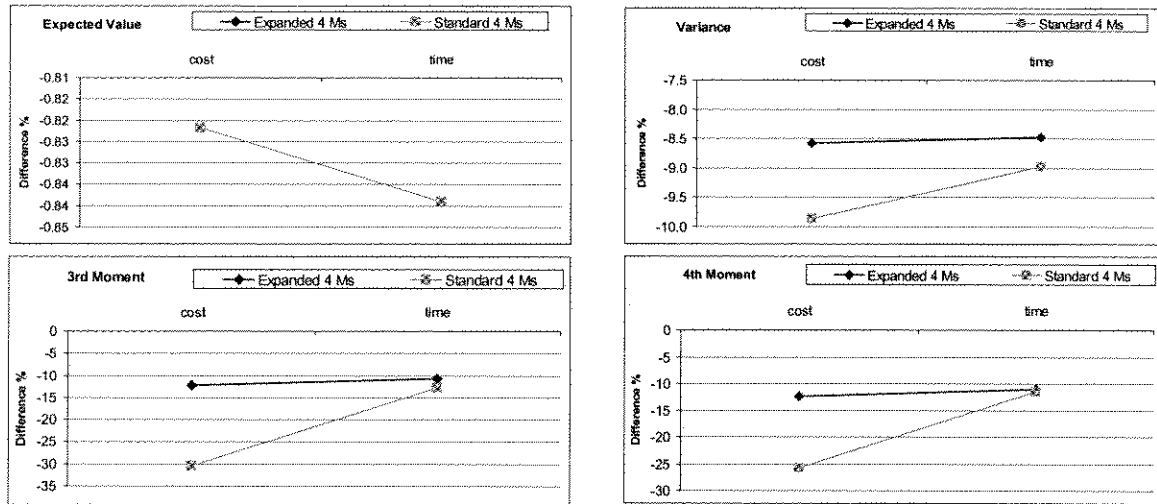 Expected Value
Expanded 4 Ms
Standard 4 Ms
cost
time
Difference %
-0.81
-0.82
-0.82
-0.83
-0.83
-0.84
-0.84
-0.85
Variance
Expanded 4 Ms
Standard 4 Ms
cost
time
Difference %
-7.5
-8.0
-8.5
-9.0
-9.5
-10.0
3rd Moment
Expanded 4 Ms
Standard 4 Ms
cost
time
Difference %
0
-5
-10
-15
-20
-25
-30
-35
4th Moment
Expanded 4 Ms
Standard 4 Ms
cost
time
Difference %
0
-5
-10
-15
-20
-25
-30